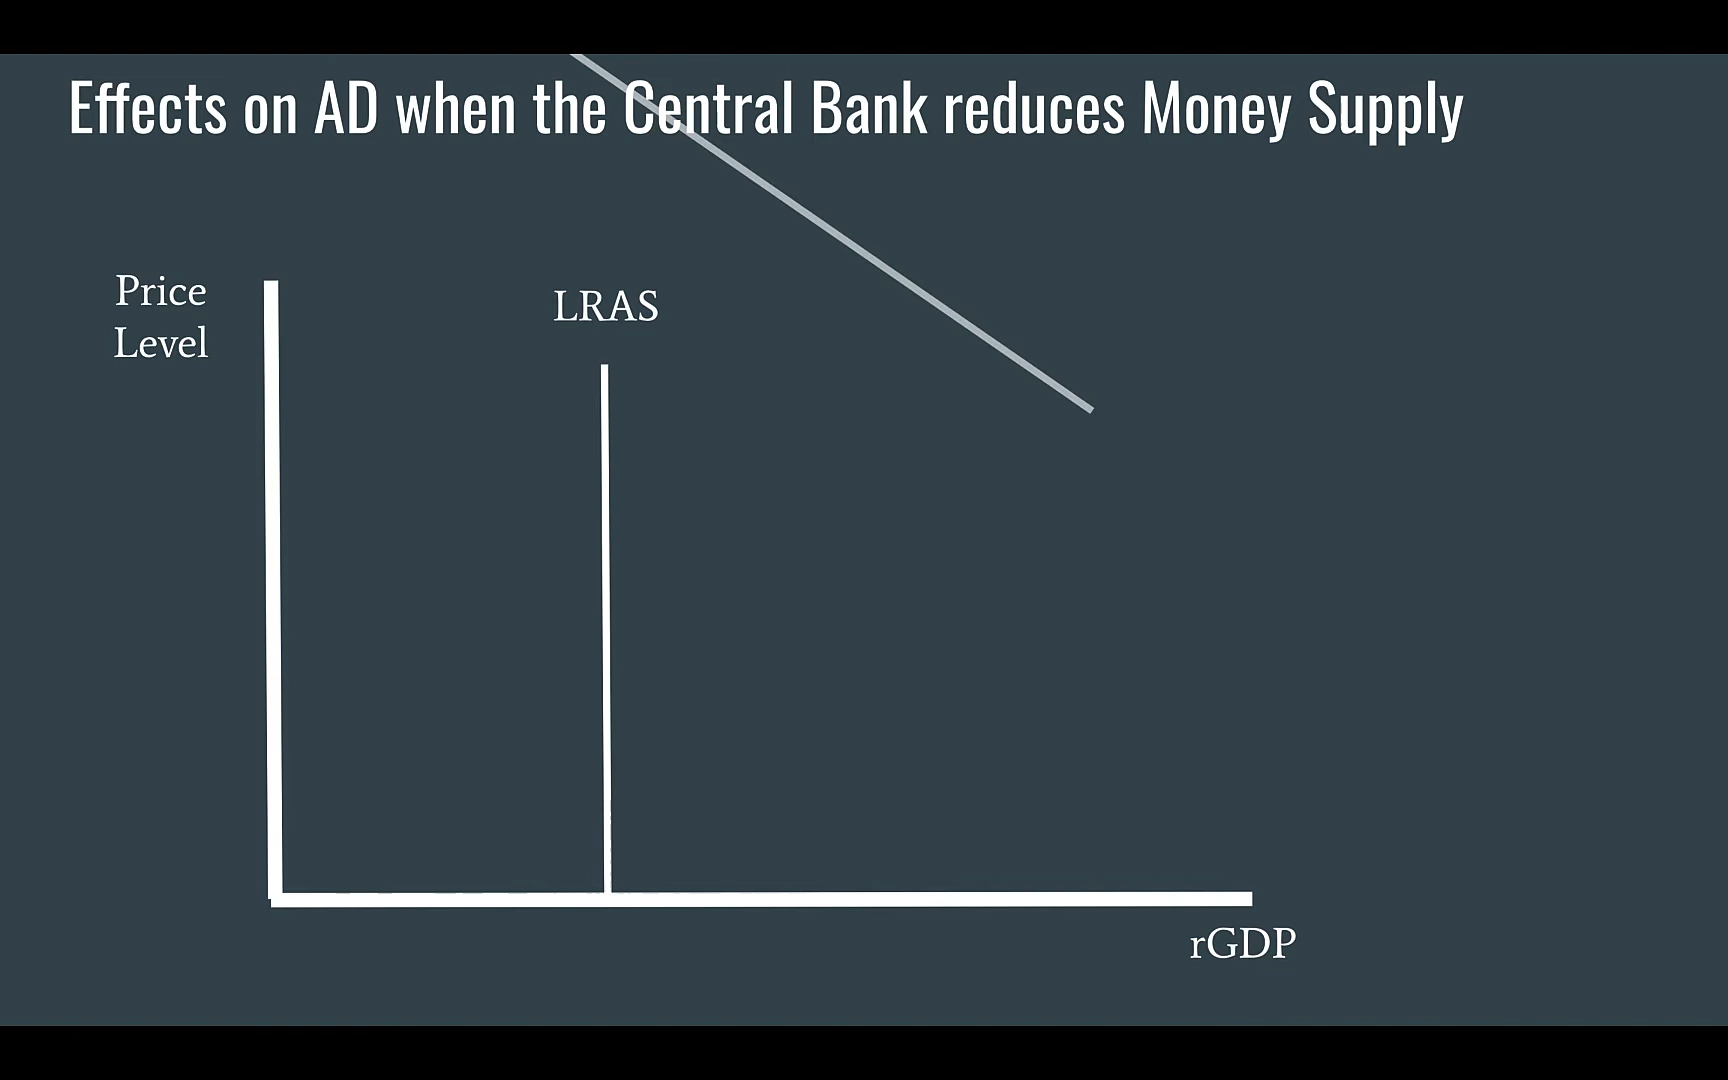 Effects on AD when the Central Bank reduces Money Supply
Price
Level
LRAS
rGDP